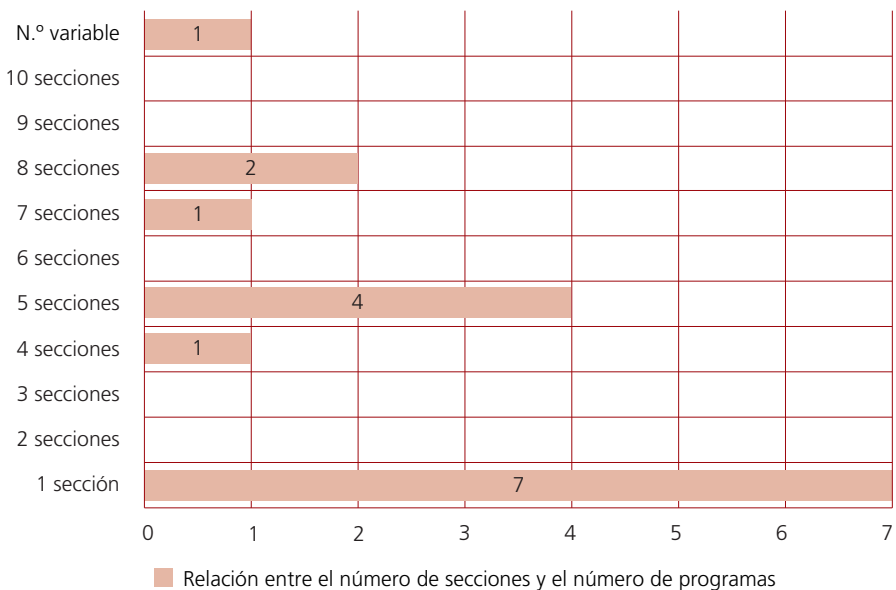 N.º variable 1
10 secciones
9 secciones
8 secciones 2
7 secciones 1
6 secciones
5 secciones 4
4 secciones 1
3 secciones
2 secciones
1 sección 7
0 1 2 3 4 5 6 7
Relación entre el número de secciones y el número de programas